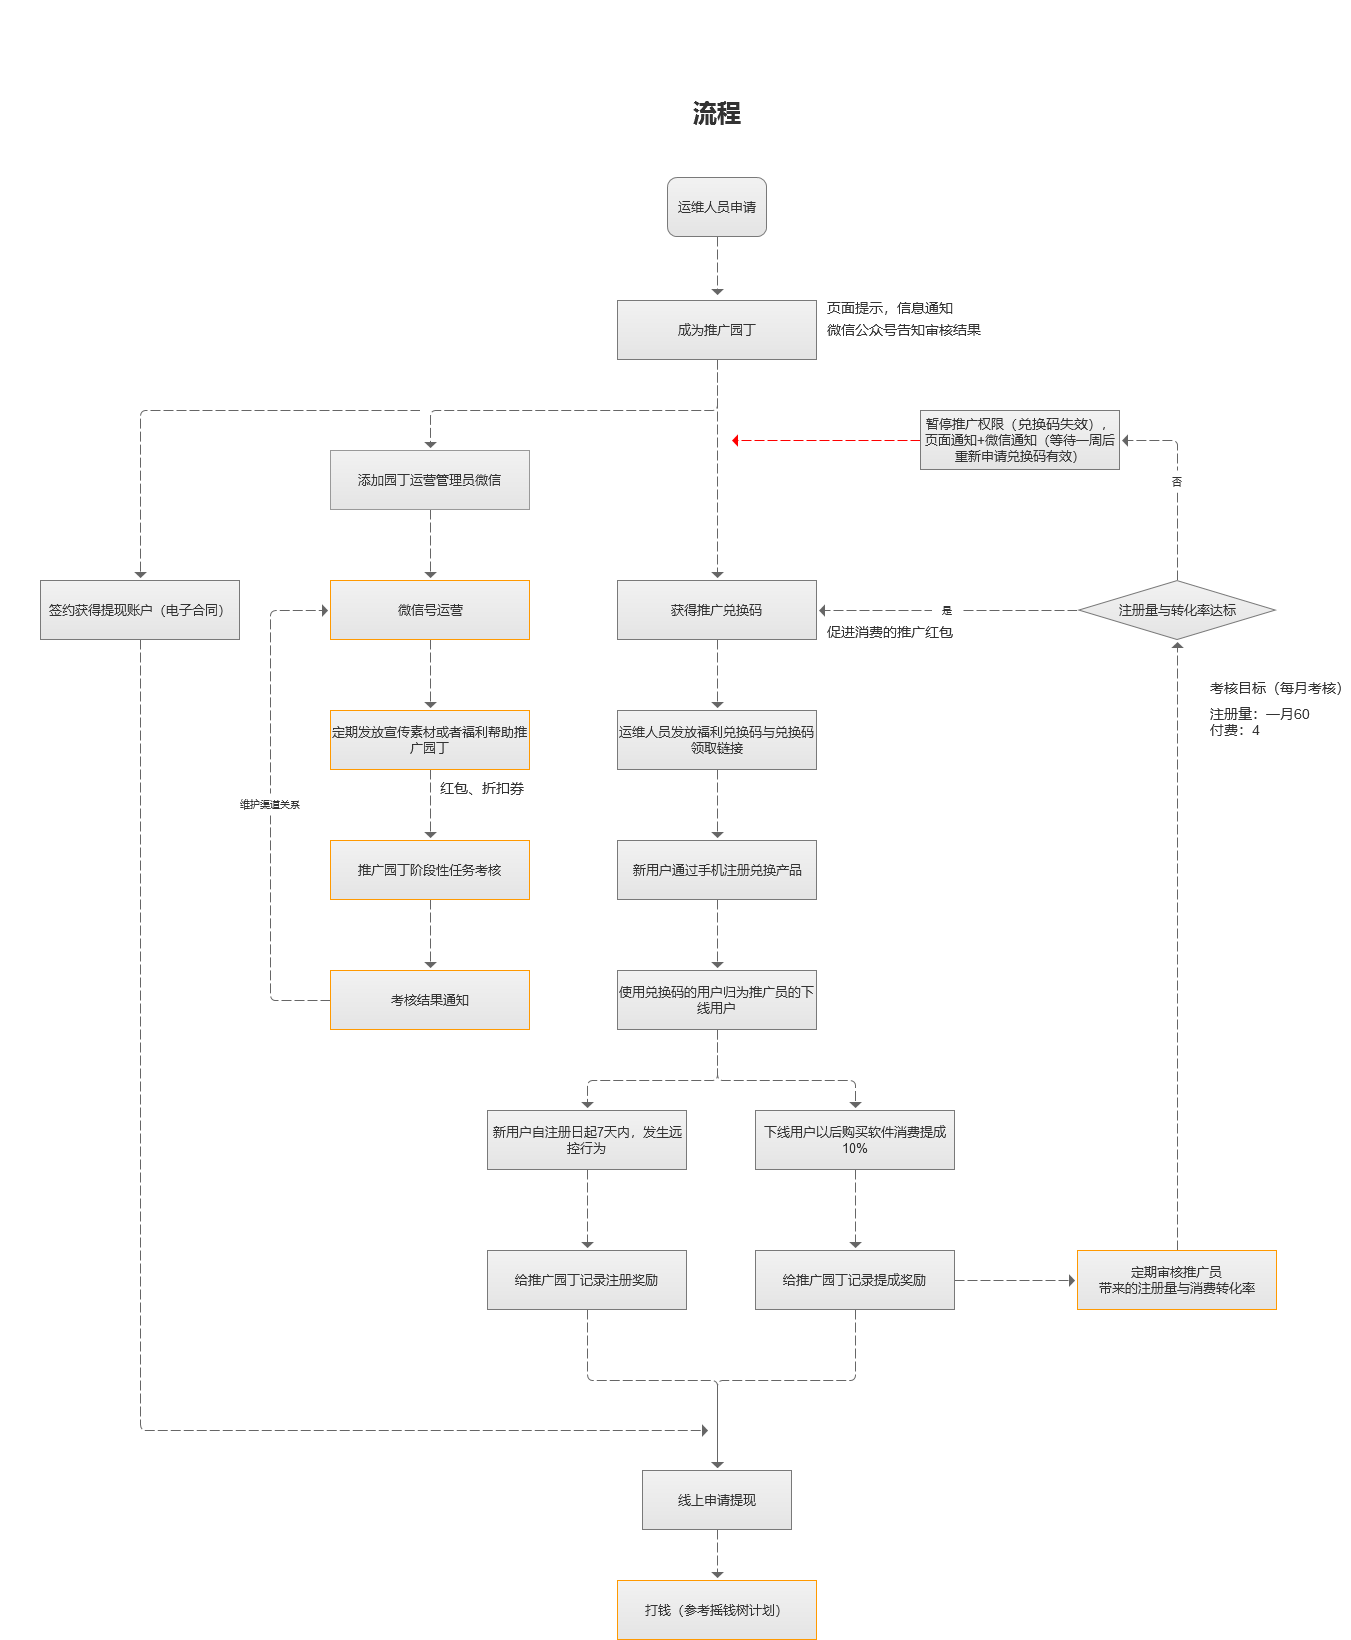 流程
运维人员申请
成为推广园丁
页面提示，信息通知
微信公众号告知审核结果
暂停推广权限（兑换码失效），
页面通知+微信通知（等待一周后
重新申请兑换码有效）
添加园丁运营管理员微信
否
签约获得提现账户（电子合同）
微信号运营
获得推广兑换码
是
注册量与转化率达标
促进消费的推广红包
考核目标（每月考核）
注册量：一月60
付费：4
定期发放宣传素材或者福利帮助推
广园丁
运维人员发放福利兑换码与兑换码
领取链接
红包、折扣券
维护渠道关系
推广园丁阶段性任务考核
新用户通过手机注册兑换产品
考核结果通知
使用兑换码的用户归为推广员的下
线用户
新用户自注册日起7天内，发生远
控行为
下线用户以后购买软件消费提成
10%
给推广园丁记录注册奖励
给推广园丁记录提成奖励
定期审核推广员
带来的注册量与消费转化率
线上申请提现
打钱（参考摇钱树计划）